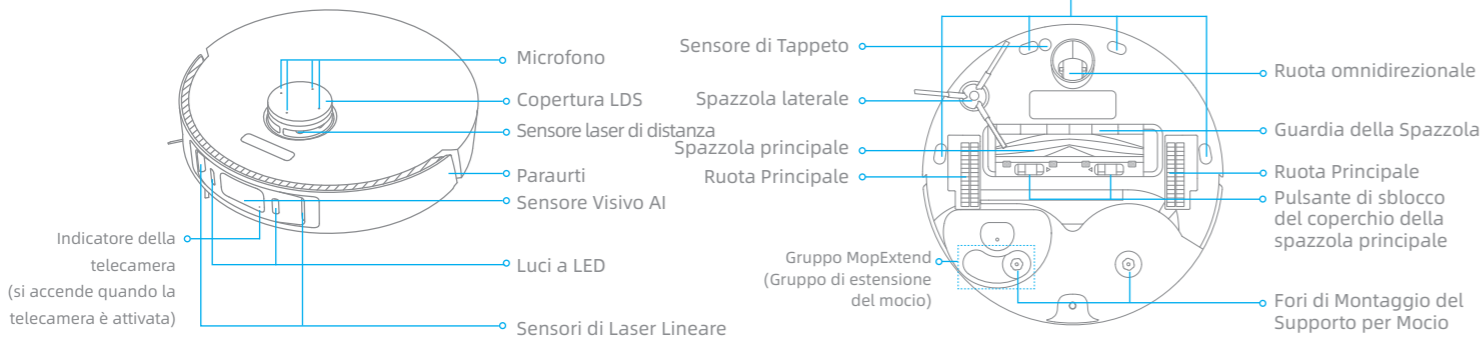 Microfono
Copertura LDS
Sensore laser di distanza
Paraurti
Sensore Visivo AI
Indicatore della
telecamera
(si accende quando la
telecamera è attivata)
Luci a LED
Sensori di Laser Lineare
Sensore di Tappeto
Spazzola laterale
Spazzola principale
Ruota Principale
Gruppo MopExtend
(Gruppo di estensione
del mocio)
Ruota omnidirezionale
Guardia della Spazzola
Ruota Principale
Pulsante di sblocco
del coperchio della
spazzola principale
Fori di Montaggio del
Supporto per Mocio